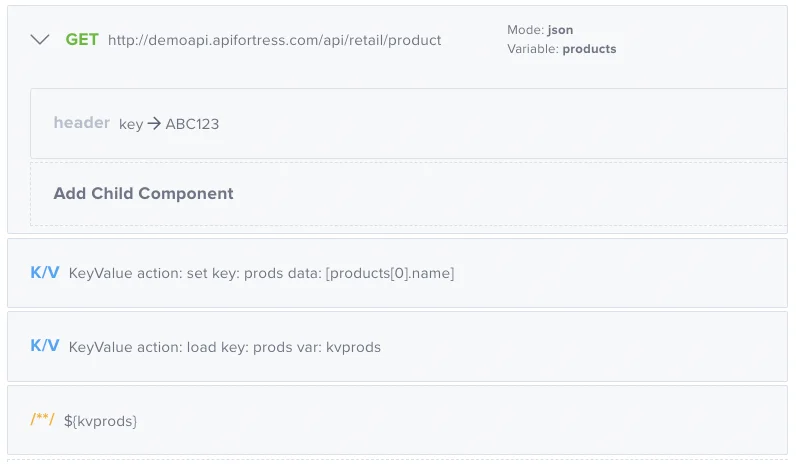 GET http://demoapi.apifortress.com/api/retail/product
Mode: json
Variable: products
header key → ABC123
Add Child Component
K/V KeyValue action: set key: prods data: [products[0].name]
K/V KeyValue action: load key: prods var: kvprods
/**/ ${kvprods}